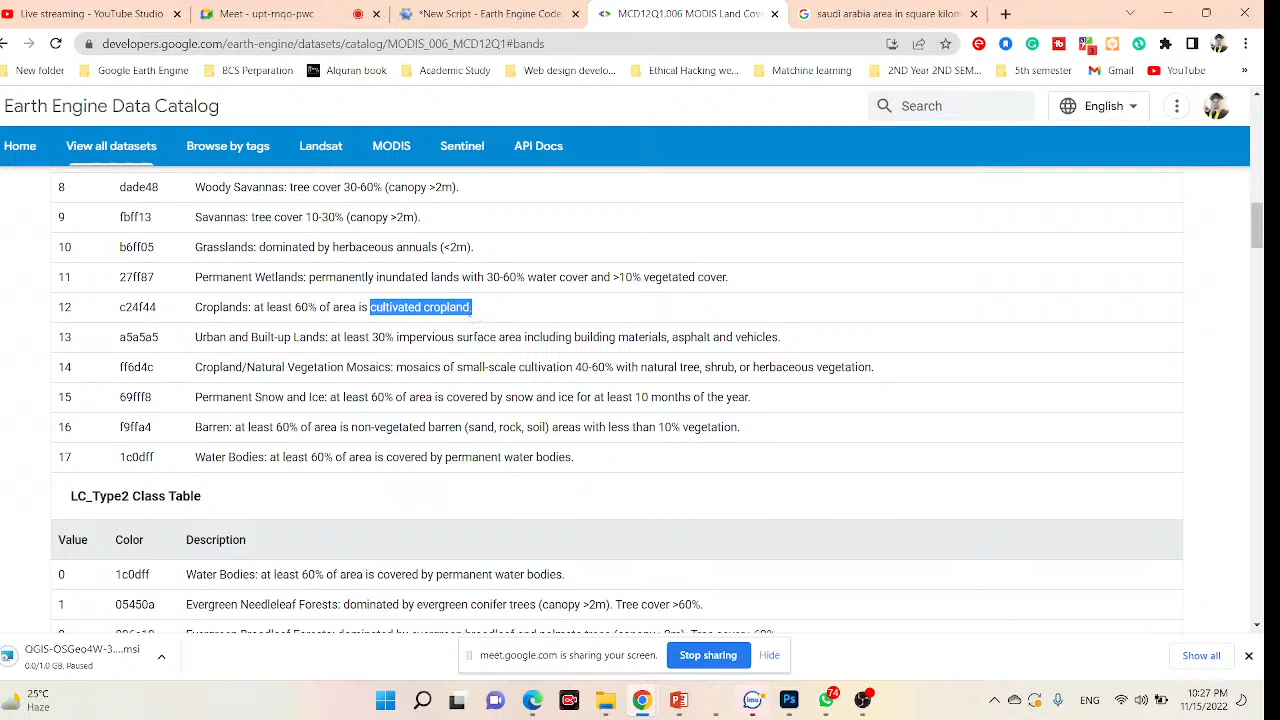 Live streaming - YouTube Studio
Meet - uptrop-pwc
*New Script - Earth Engine Code
MCD12Q1.006 MODIS Land Cov
saudi arabia area in square kilom
developers.google.com/earth-engine/datasets/catalog/MODIS_006_MCD12Q1#bands
New folder
Google Earth Engine
BCS Perparation
Alquran book
Academy Study
Web design develo...
Ethical Hacking we...
Matchine learning
2ND Year 2ND SEM...
5th semester
Gmail
YouTube
»
Earth Engine Data Catalog
Search
English
Home
View all datasets
Browse by tags
Landsat
MODIS
Sentinel
API Docs
8 dade48 Woody Savannas: tree cover 30-60% (canopy >2m).
9 fbff13 Savannas: tree cover 10-30% (canopy >2m).
10 b6ff05 Grasslands: dominated by herbaceous annuals (<2m).
11 27ff87 Permanent Wetlands: permanently inundated lands with 30-60% water cover and >10% vegetated cover.
12 c24f44 Croplands: at least 60% of area is cultivated cropland.
13 a5a5a5 Urban and Built-up Lands: at least 30% impervious surface area including building materials, asphalt and vehicles.
14 ff6d4c Cropland/Natural Vegetation Mosaics: mosaics of small-scale cultivation 40-60% with natural tree, shrub, or herbaceous vegetation.
15 69fff8 Permanent Snow and Ice: at least 60% of area is covered by snow and ice for at least 10 months of the year.
16 f9ffa4 Barren: at least 60% of area is non-vegetated barren (sand, rock, soil) areas with less than 10% vegetation.
17 1c0dff Water Bodies: at least 60% of area is covered by permanent water bodies.
LC_Type2 Class Table
Value Color Description
0 1c0dff Water Bodies: at least 60% of area is covered by permanent water bodies.
1 05450a Evergreen Needleleaf Forests: dominated by evergreen conifer trees (canopy >2m). Tree cover >60%.
QGIS-OSGeo4W-3....msi
0.0/1.0 GB, Paused
meet.google.com is sharing your screen.
Stop sharing
Hide
Show all
25°C
Haze
74
ENG
10:27 PM
11/15/2022